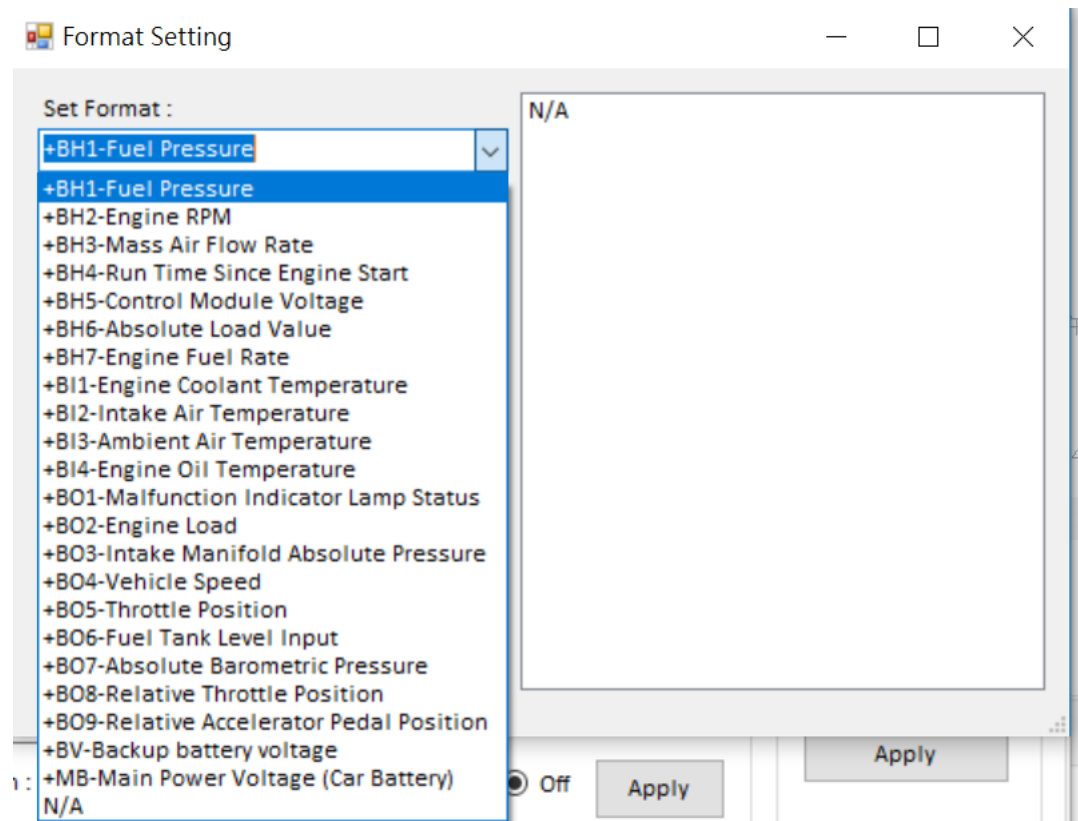 Format Setting
Set Format :
+BH1-Fuel Pressure
N/A
+BH1-Fuel Pressure
+BH2-Engine RPM
+BH3-Mass Air Flow Rate
+BH4-Run Time Since Engine Start
+BH5-Control Module Voltage
+BH6-Absolute Load Value
+BH7-Engine Fuel Rate
+BI1-Engine Coolant Temperature
+BI2-Intake Air Temperature
+BI3-Ambient Air Temperature
+BI4-Engine Oil Temperature
+BO1-Malfunction Indicator Lamp Status
+BO2-Engine Load
+BO3-Intake Manifold Absolute Pressure
+BO4-Vehicle Speed
+BO5-Throttle Position
+BO6-Fuel Tank Level Input
+BO7-Absolute Barometric Pressure
+BO8-Relative Throttle Position
+BO9-Relative Accelerator Pedal Position
+BV-Backup battery voltage
+MB-Main Power Voltage (Car Battery)
N/A
Off
Apply
Apply